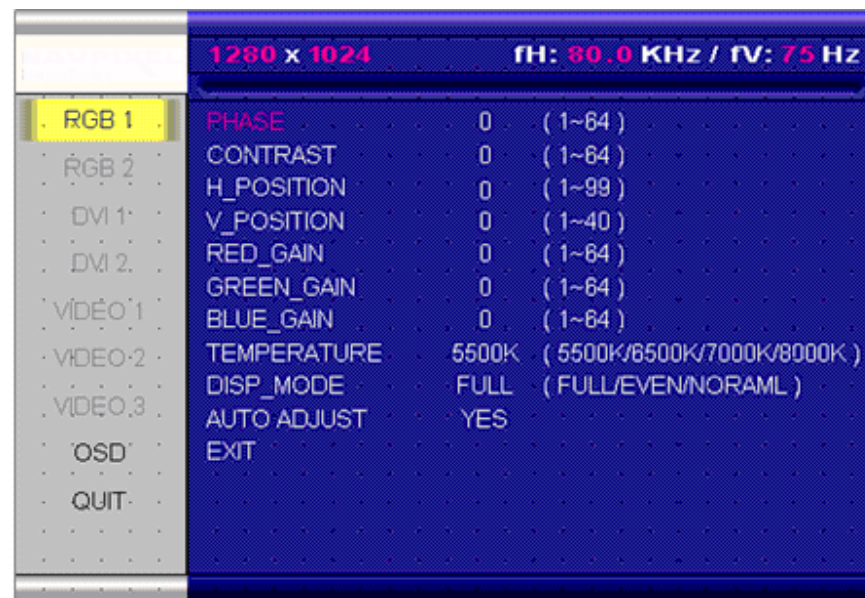 1280 x 1024 fH: 80.0 KHz / fV: 75 Hz
RGB 1
RGB 2
DVI 1
DVI 2
VIDEO 1
VIDEO 2
VIDEO 3
OSD
QUIT
PHASE 0 ( 1~64 )
CONTRAST 0 ( 1~64 )
H_POSITION 0 ( 1~99 )
V_POSITION 0 ( 1~40 )
RED_GAIN 0 ( 1~64 )
GREEN_GAIN 0 ( 1~64 )
BLUE_GAIN 0 ( 1~64 )
TEMPERATURE 5500K ( 5500K/6500K/7000K/8000K )
DISP_MODE FULL ( FULL/EVEN/NORAML )
AUTO ADJUST YES
EXIT